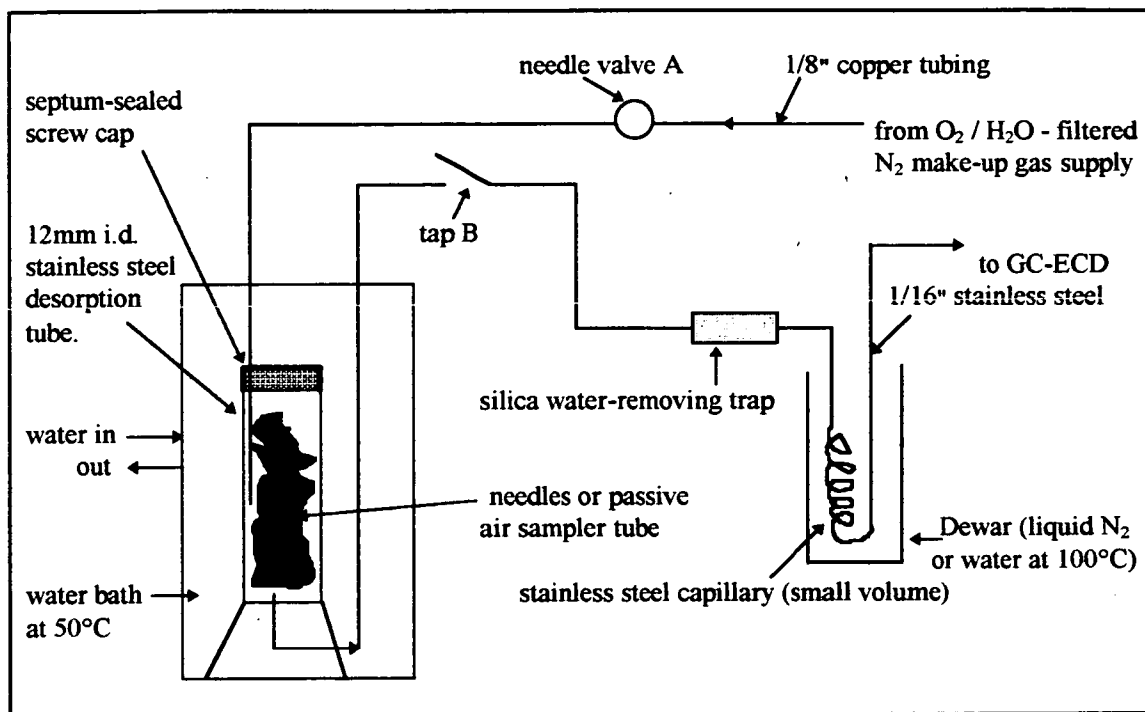 needle valve A
1/8" copper tubing
septum-sealed
screw cap
from O₂ / H₂O - filtered
N₂ make-up gas supply
tap B
12mm i.d.
stainless steel
desorption
tube.
to GC-ECD
1/16" stainless steel
silica water-removing trap
water in
out
needles or passive
air sampler tube
Dewar (liquid N₂
or water at 100°C)
stainless steel capillary (small volume)
water bath
at 50°C